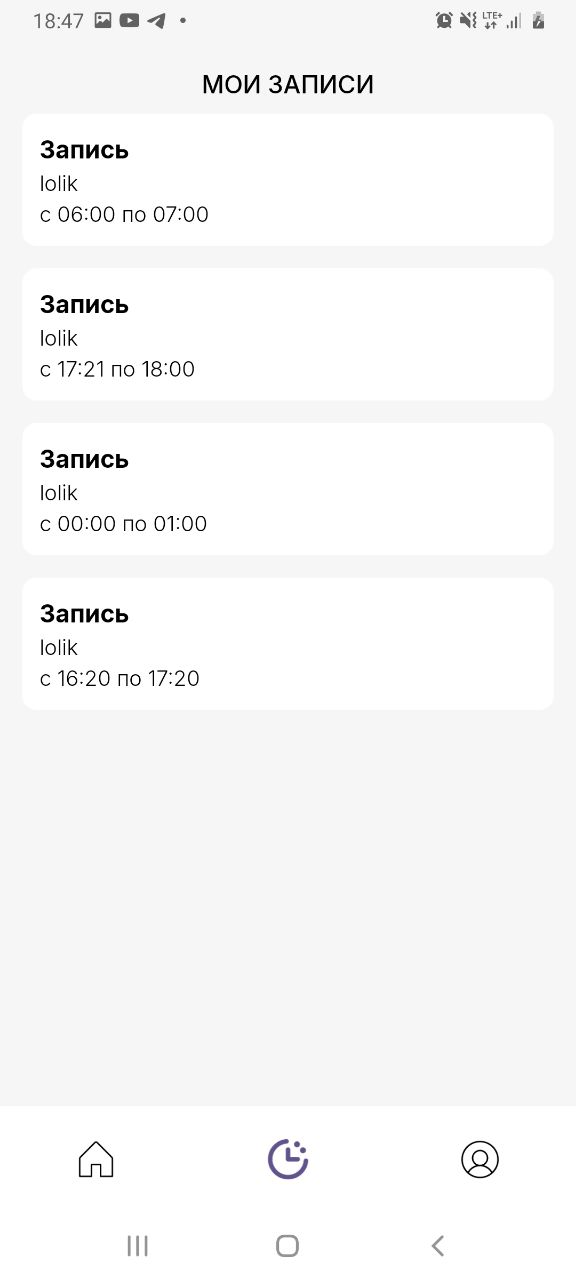 18:47
LTE+
МОИ ЗАПИСИ
Запись
lolik
с 06:00 по 07:00
Запись
lolik
с 17:21 по 18:00
Запись
lolik
с 00:00 по 01:00
Запись
lolik
с 16:20 по 17:20